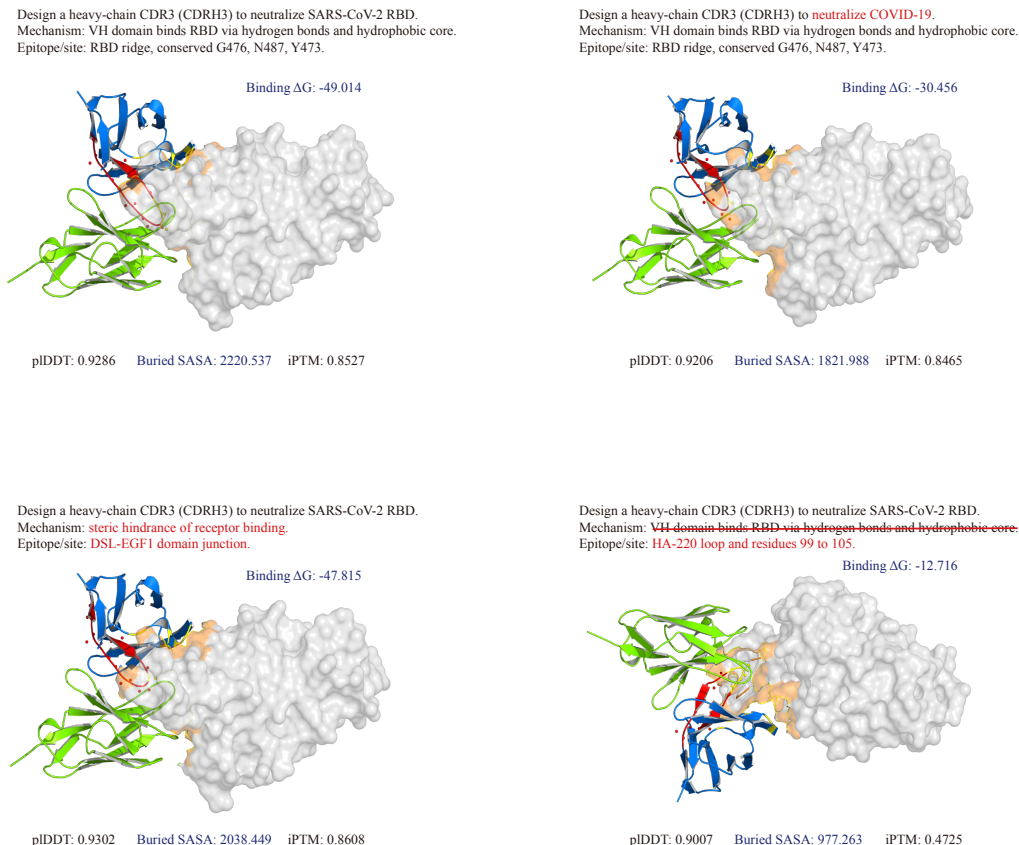 Design a heavy-chain CDR3 (CDRH3) to neutralize SARS-CoV-2 RBD.
Mechanism: VH domain binds RBD via hydrogen bonds and hydrophobic core.
Epitope/site: RBD ridge, conserved G476, N487, Y473.
Binding ΔG: -49.014
plDDT: 0.9286 Buried SASA: 2220.537 iPTM: 0.8527
Design a heavy-chain CDR3 (CDRH3) to neutralize COVID-19.
Mechanism: VH domain binds RBD via hydrogen bonds and hydrophobic core.
Epitope/site: RBD ridge, conserved G476, N487, Y473.
Binding ΔG: -30.456
plDDT: 0.9206 Buried SASA: 1821.988 iPTM: 0.8465
Design a heavy-chain CDR3 (CDRH3) to neutralize SARS-CoV-2 RBD.
Mechanism: steric hindrance of receptor binding.
Epitope/site: DSL-EGF1 domain junction.
Binding ΔG: -47.815
plDDT: 0.9302 Buried SASA: 2038.449 iPTM: 0.8608
Design a heavy-chain CDR3 (CDRH3) to neutralize SARS-CoV-2 RBD.
Mechanism: VH domain binds RBD via hydrogen bonds and hydrophobic core.
Epitope/site: HA-220 loop and residues 99 to 105.
Binding ΔG: -12.716
plDDT: 0.9007 Buried SASA: 977.263 iPTM: 0.4725